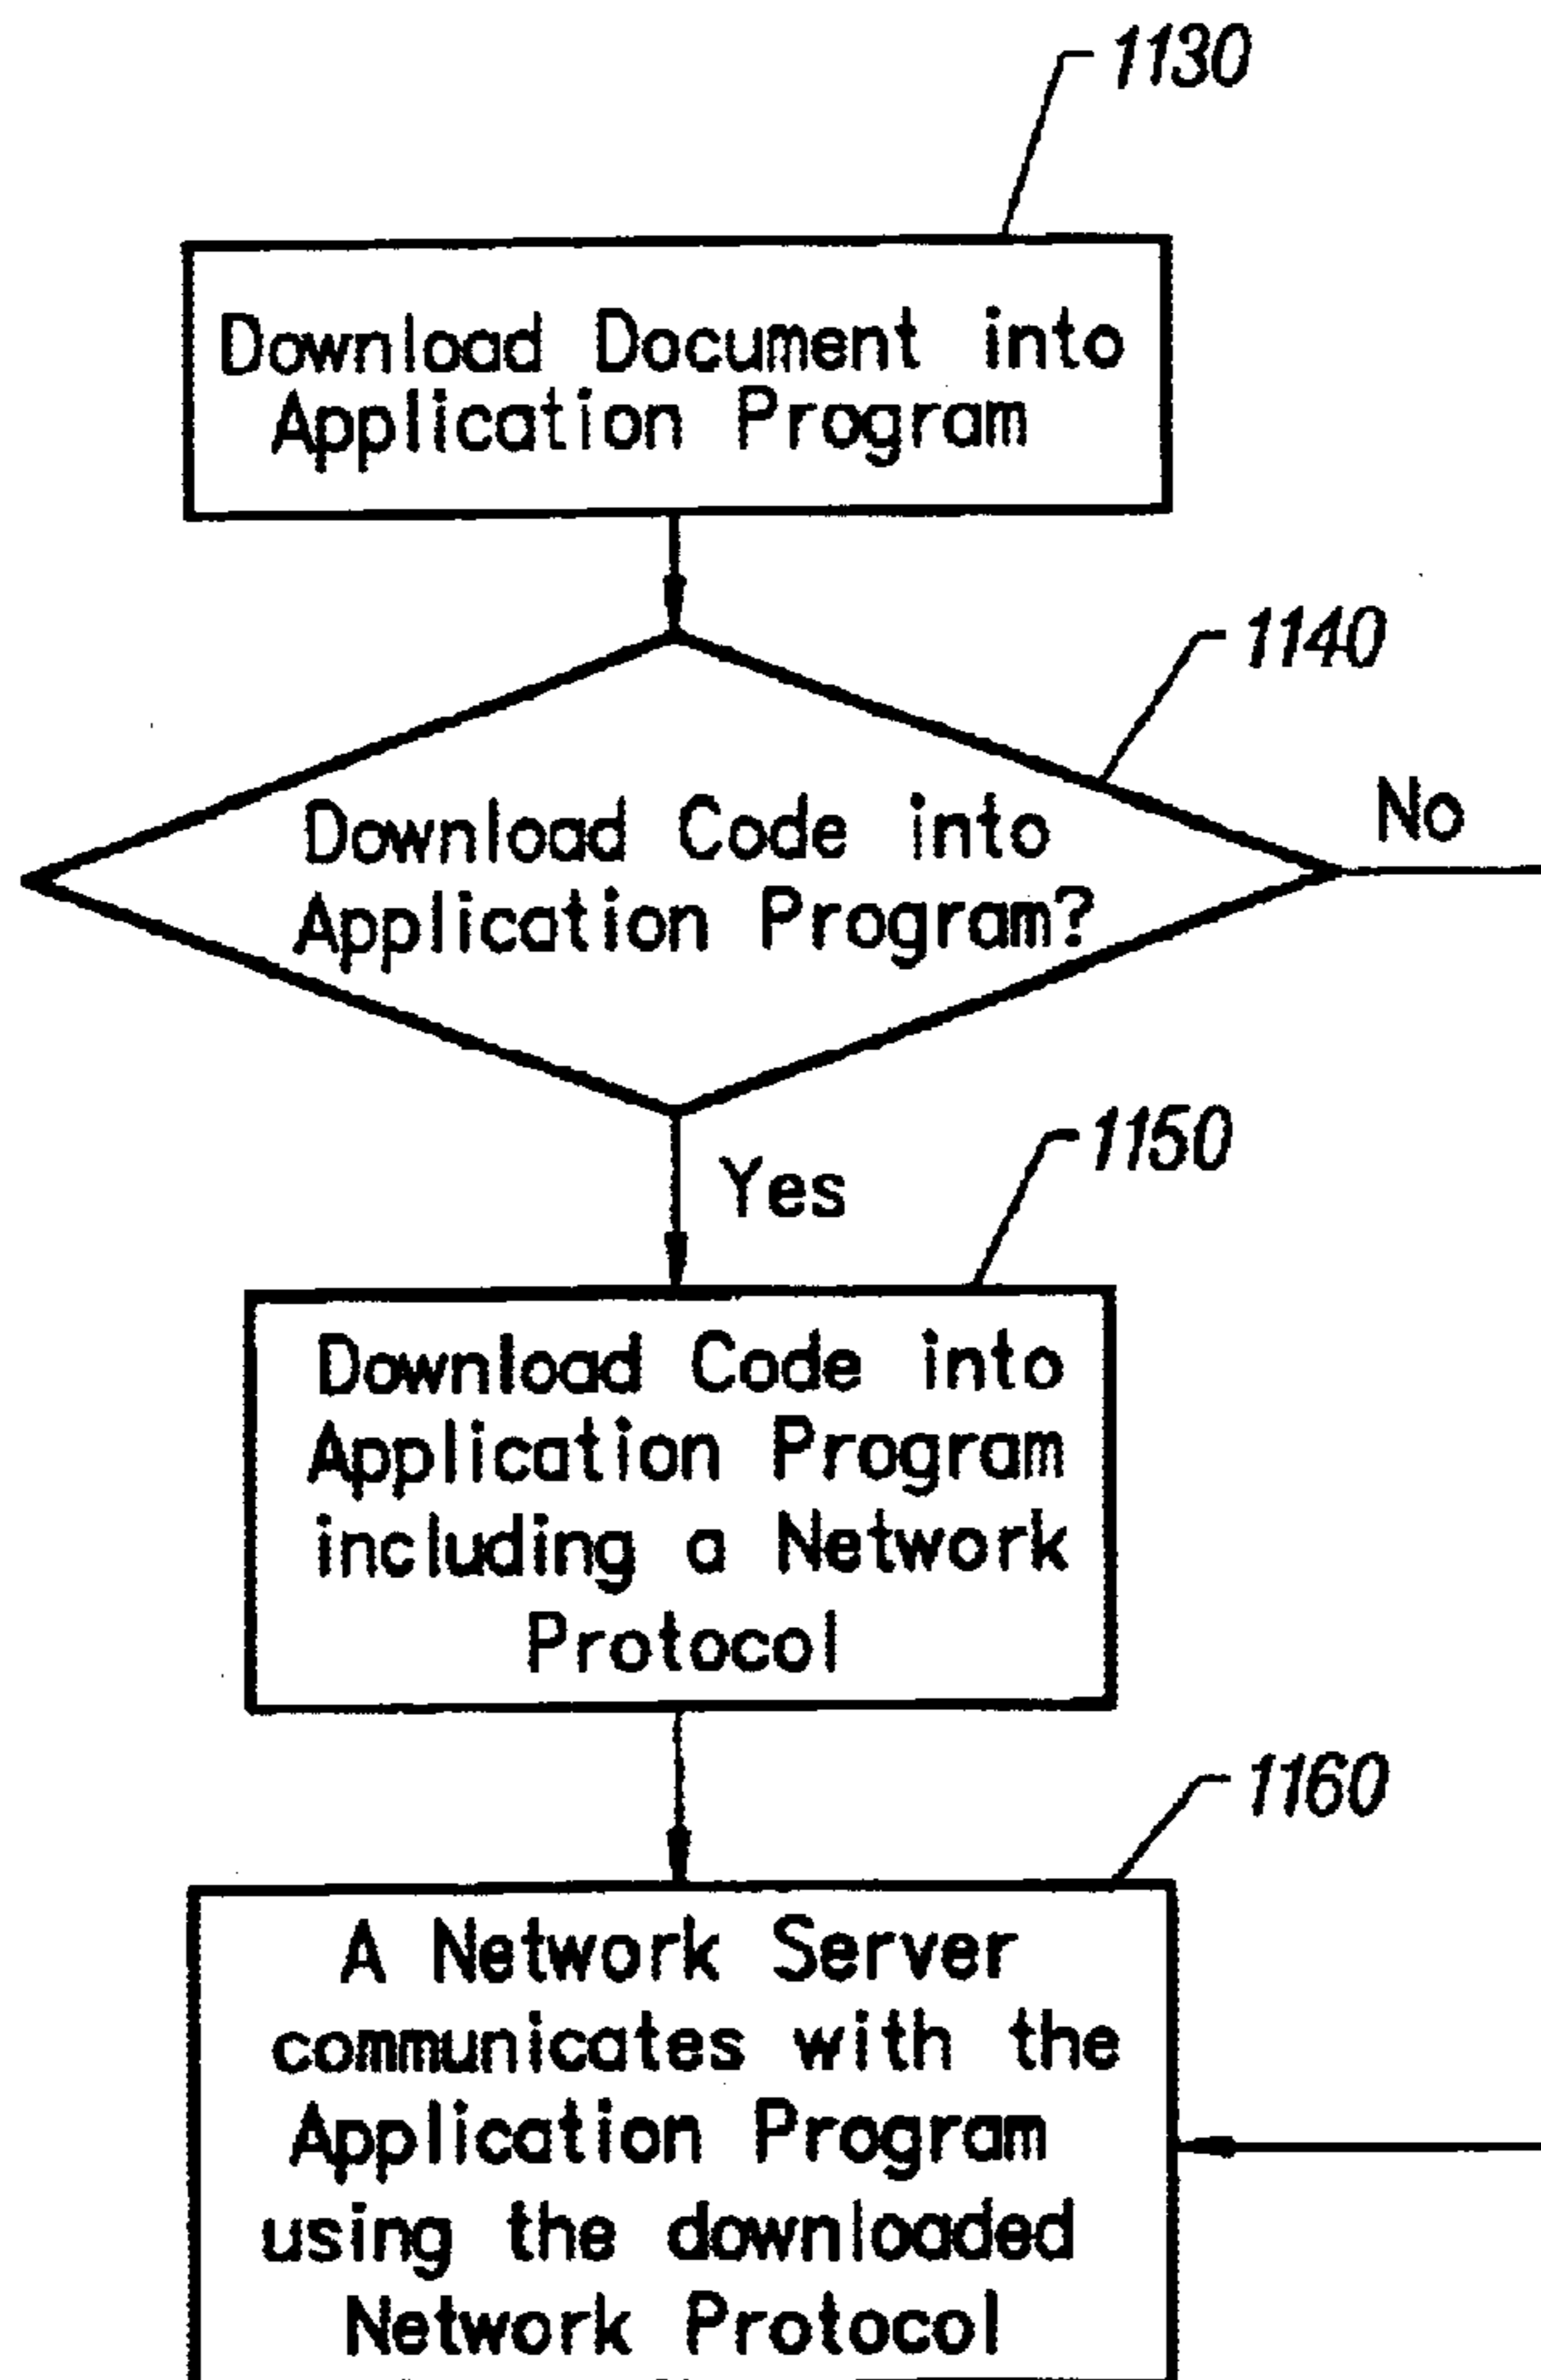 1130
Download Document into
Application Program
1140
Download Code into
Application Program?
No
Yes
1150
Download Code into
Application Program
including a Network
Protocol
1160
A Network Server
communicates with the
Application Program
using the downloaded
Network Protocol